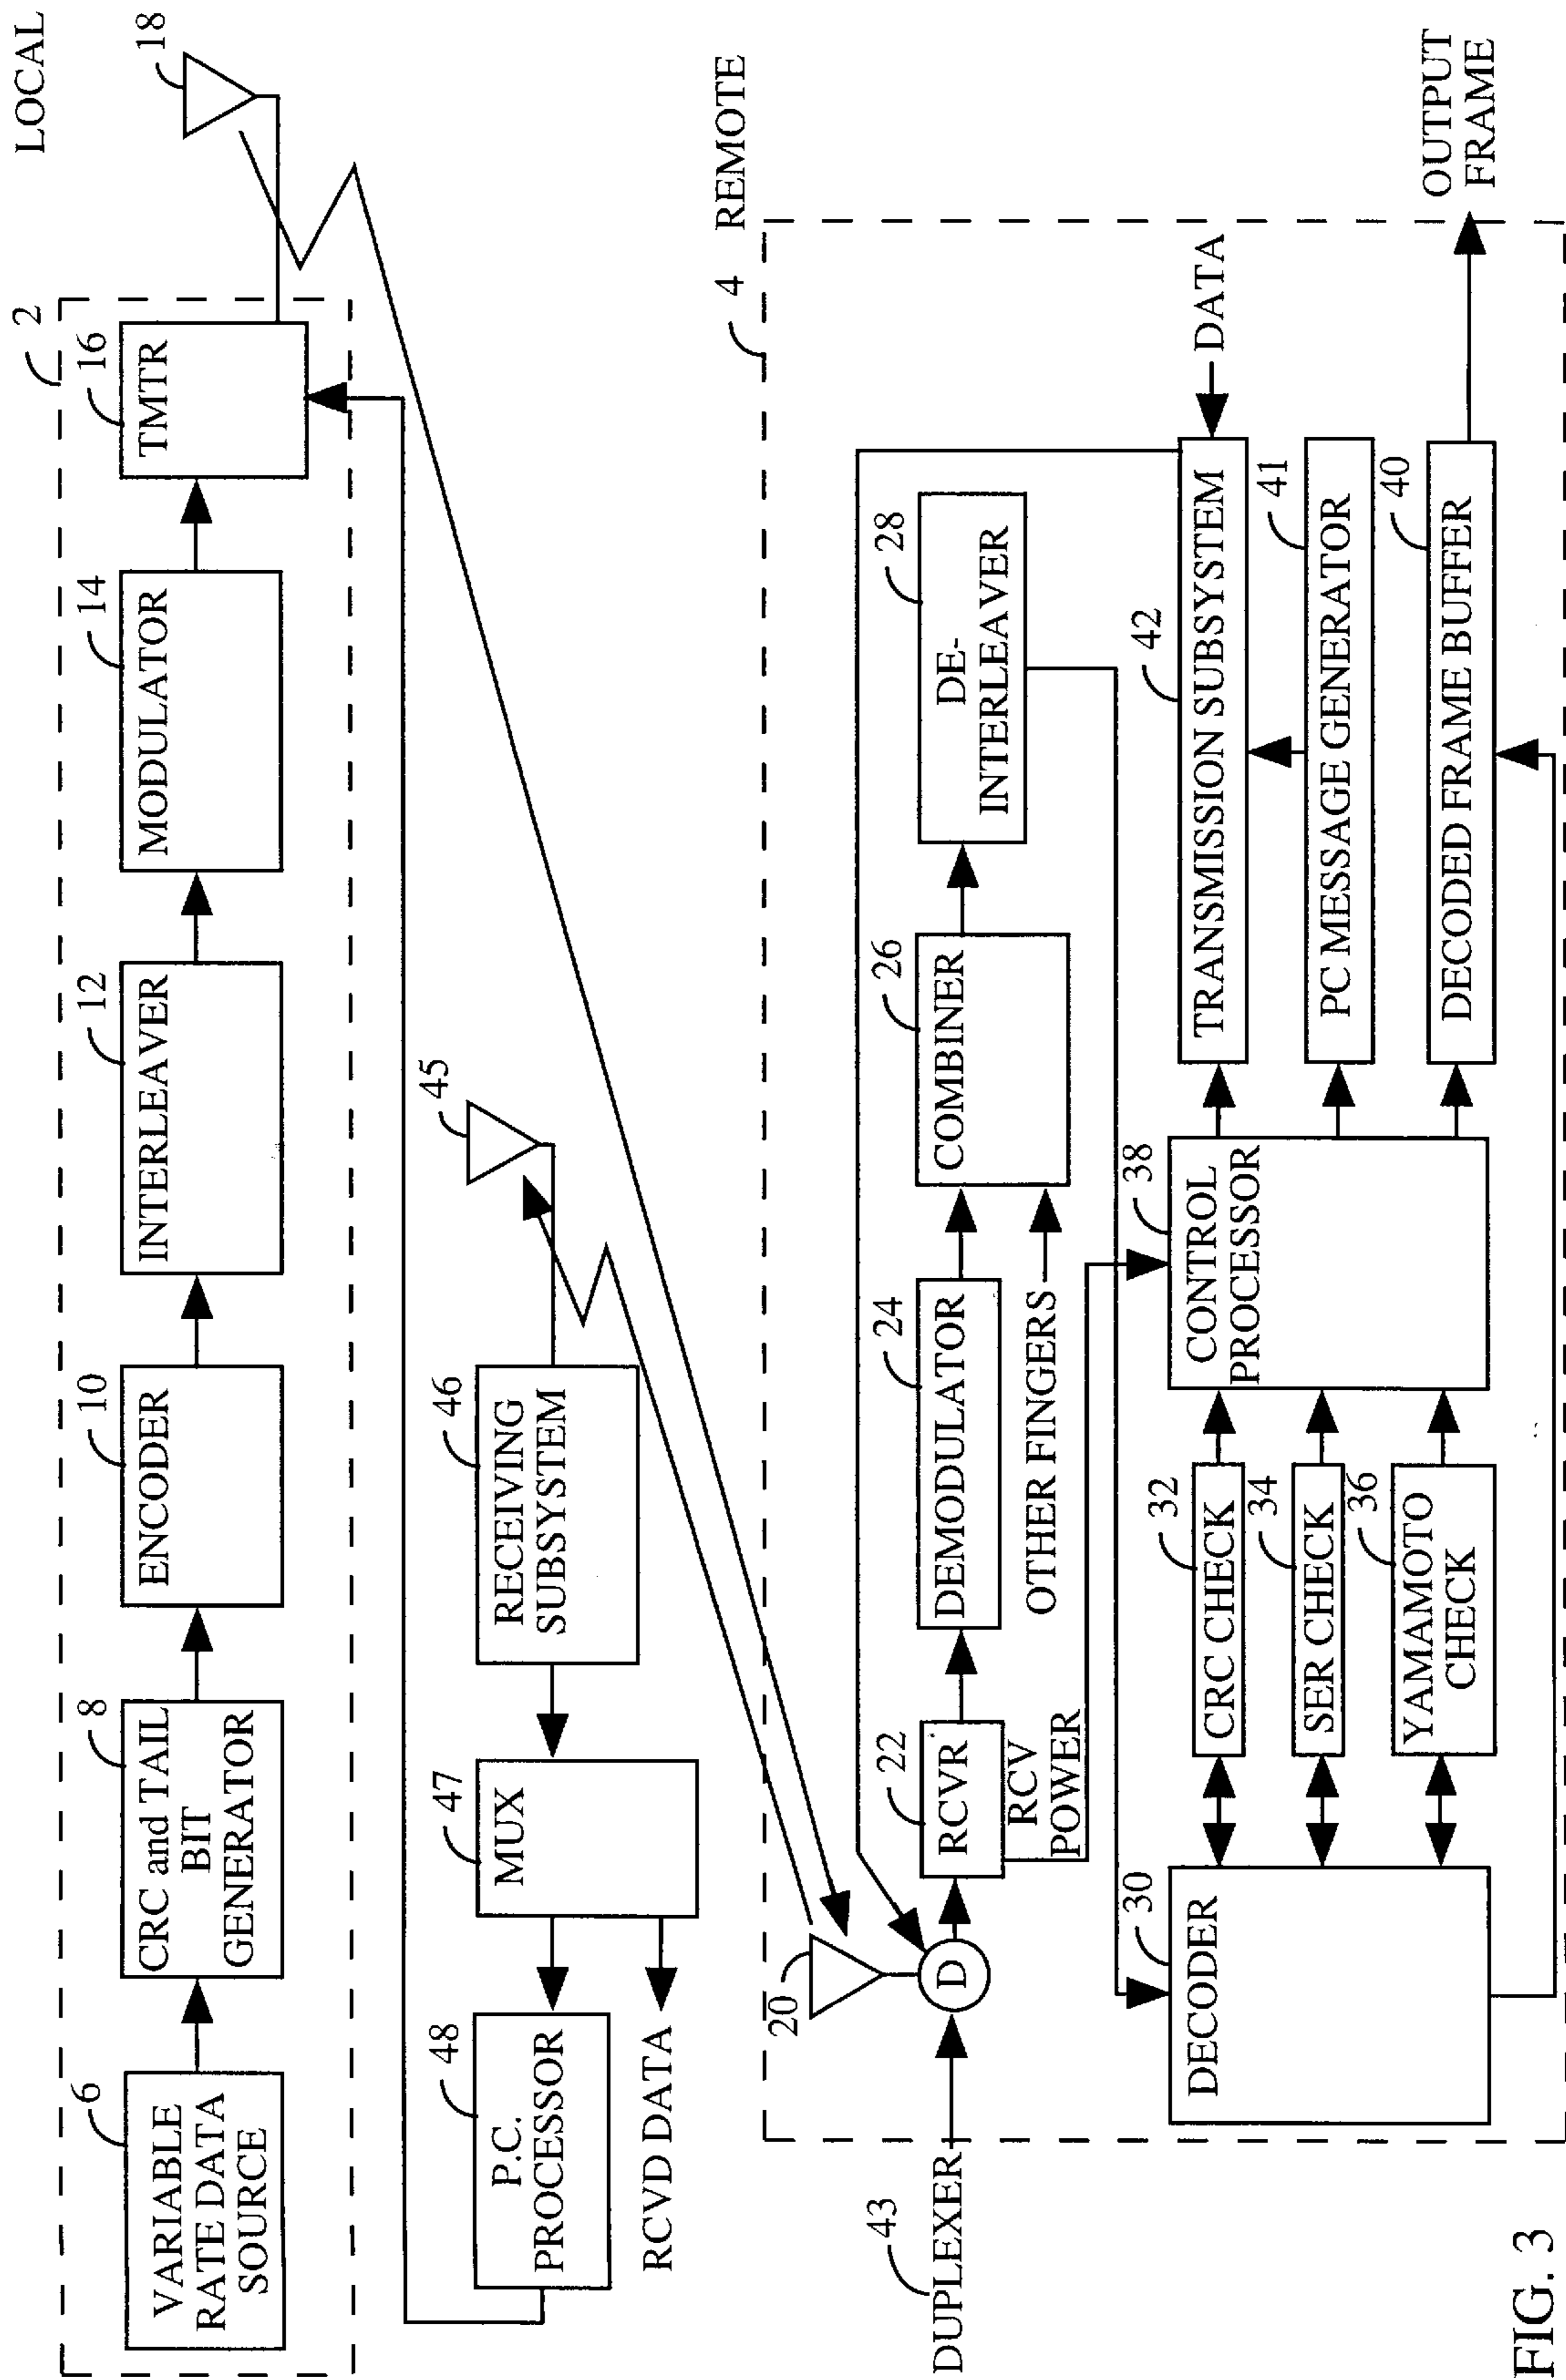 LOCAL
2
6
VARIABLE
RATE DATA
SOURCE
8
CRC and TAIL
BIT
GENERATOR
10
ENCODER
12
INTERLEAVER
14
MODULATOR
16
TMTR
18
48
P.C.
PROCESSOR
RCVD DATA
47
MUX
46
RECEIVING
SUBSYSTEM
45
4
REMOTE
43
DUPLEXER
20
D
22
RCVR
RCV
POWER
24
DEMODULATOR
OTHER FINGERS
26
COMBINER
28
DE-
INTERLEAVER
30
DECODER
32
CRC CHECK
34
SER CHECK
36
YAMAMOTO
CHECK
38
CONTROL
PROCESSOR
42
TRANSMISSION SUBSYSTEM
DATA
41
PC MESSAGE GENERATOR
40
DECODED FRAME BUFFER
OUTPUT
FRAME
FIG. 3